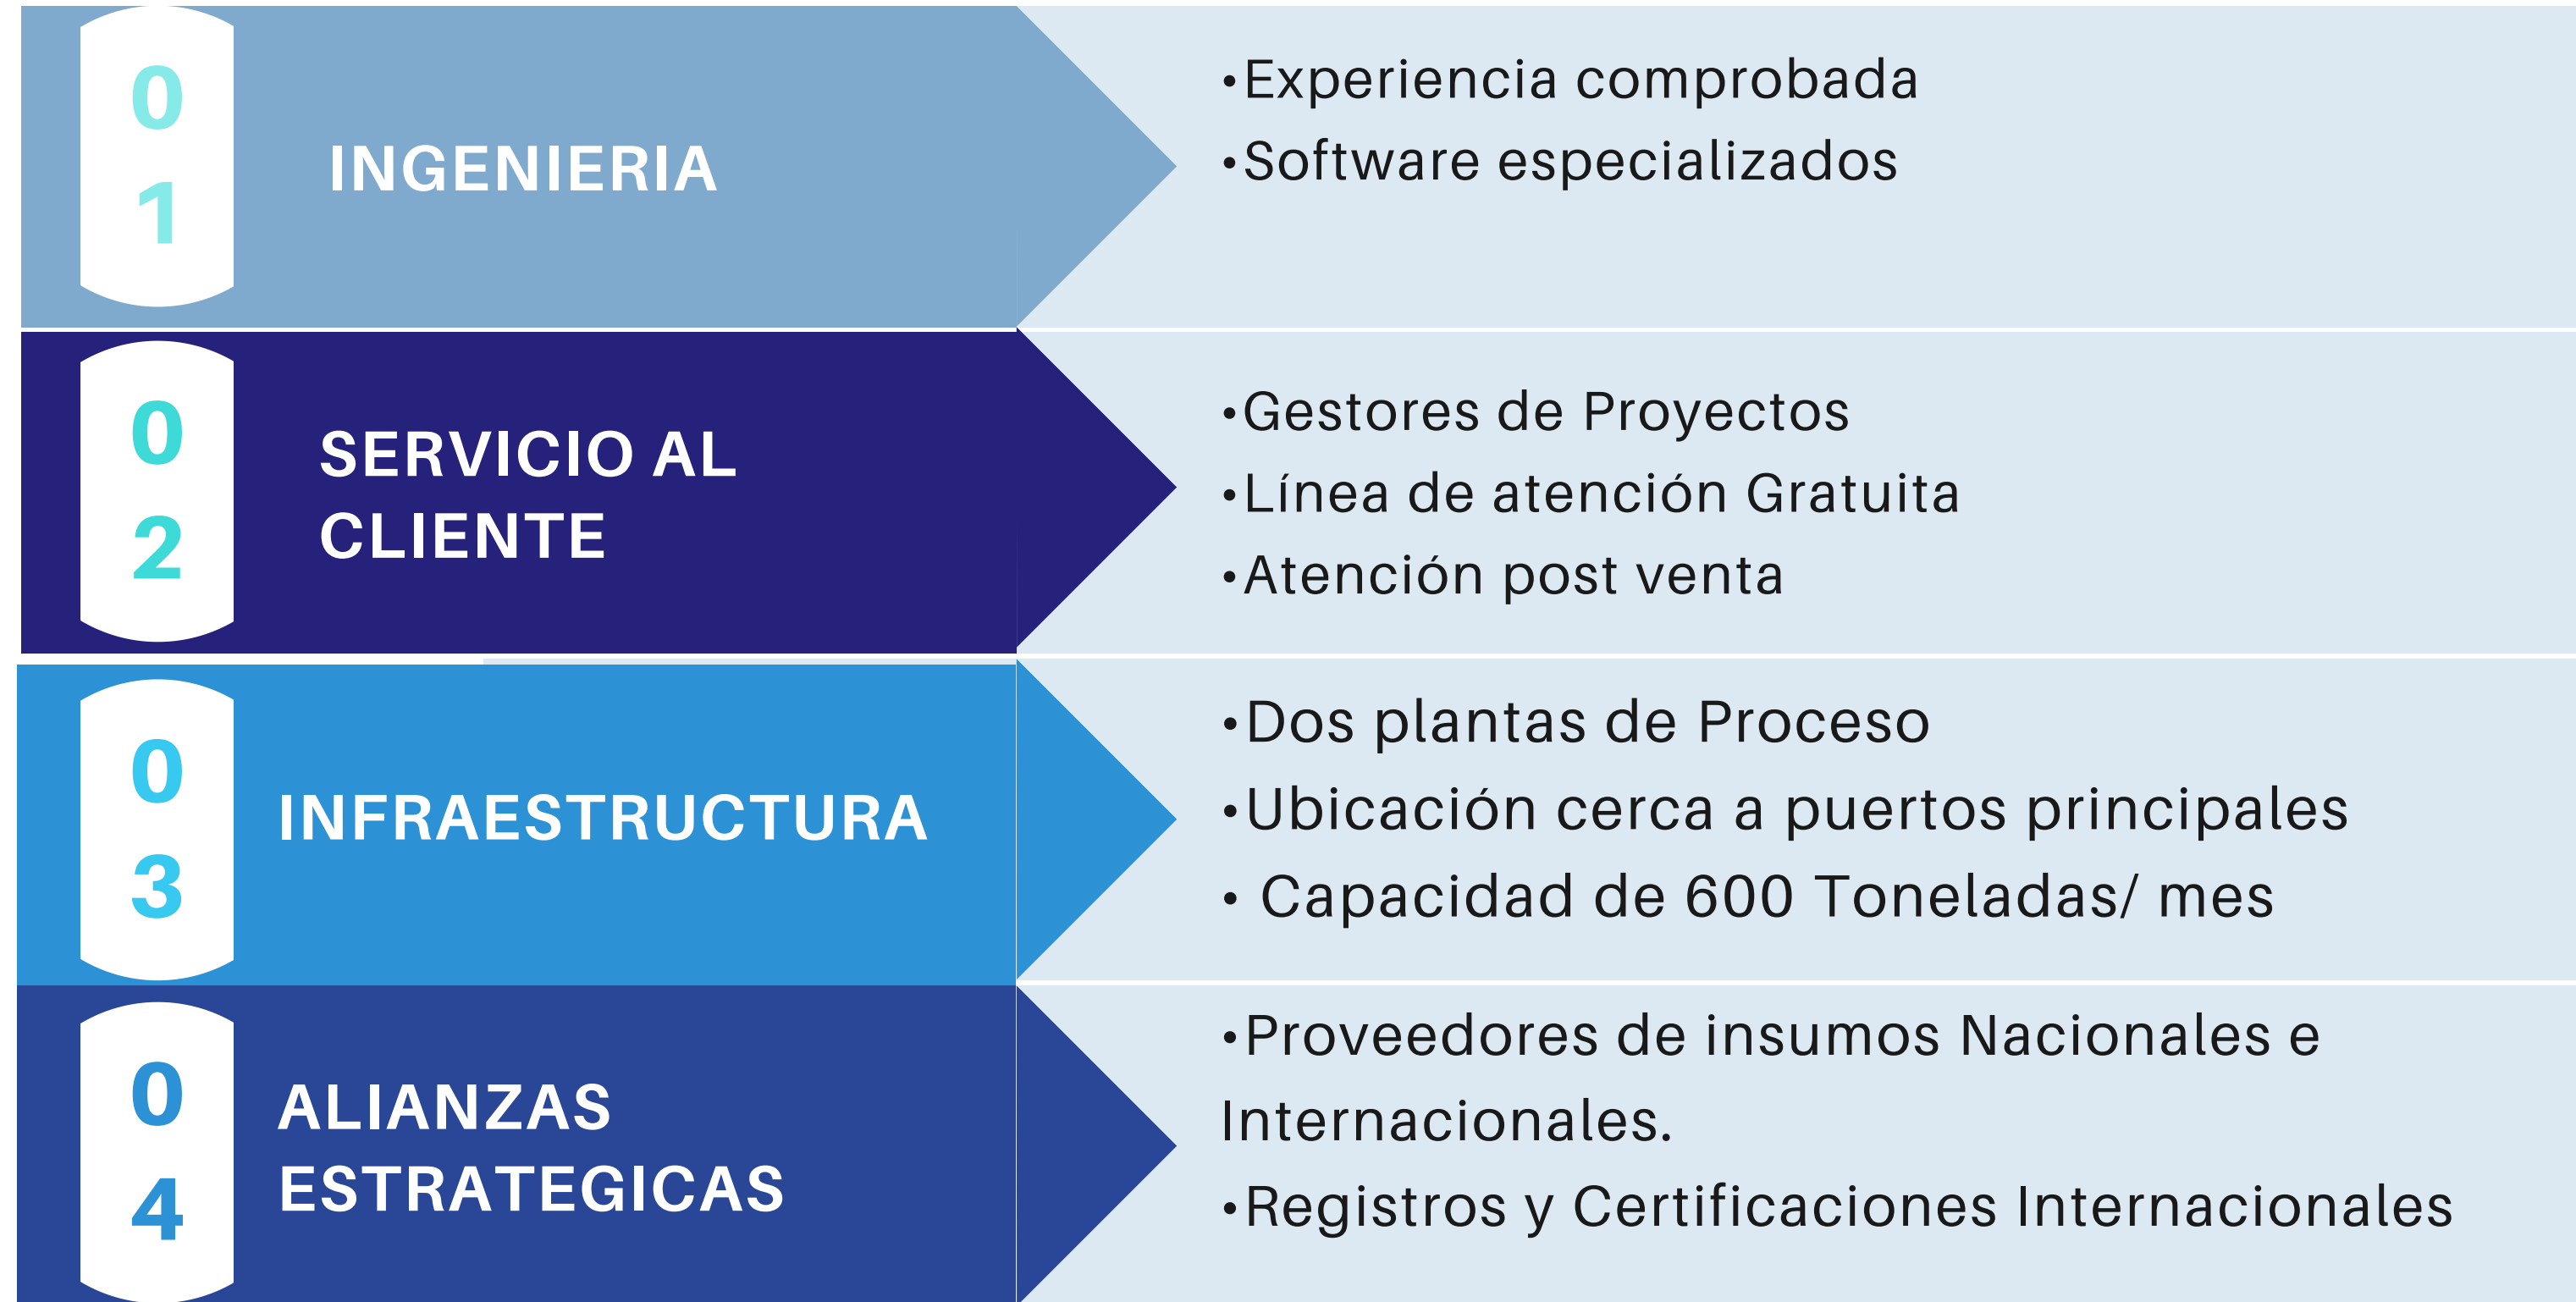 0
1
INGENIERIA
•Experiencia comprobada
•Software especializados
0
2
SERVICIO AL
CLIENTE
•Gestores de Proyectos
•Línea de atención Gratuita
•Atención post venta
0
3
INFRAESTRUCTURA
•Dos plantas de Proceso
•Ubicación cerca a puertos principales
• Capacidad de 600 Toneladas/ mes
0
4
ALIANZAS
ESTRATEGICAS
•Proveedores de insumos Nacionales e
Internacionales.
•Registros y Certificaciones Internacionales